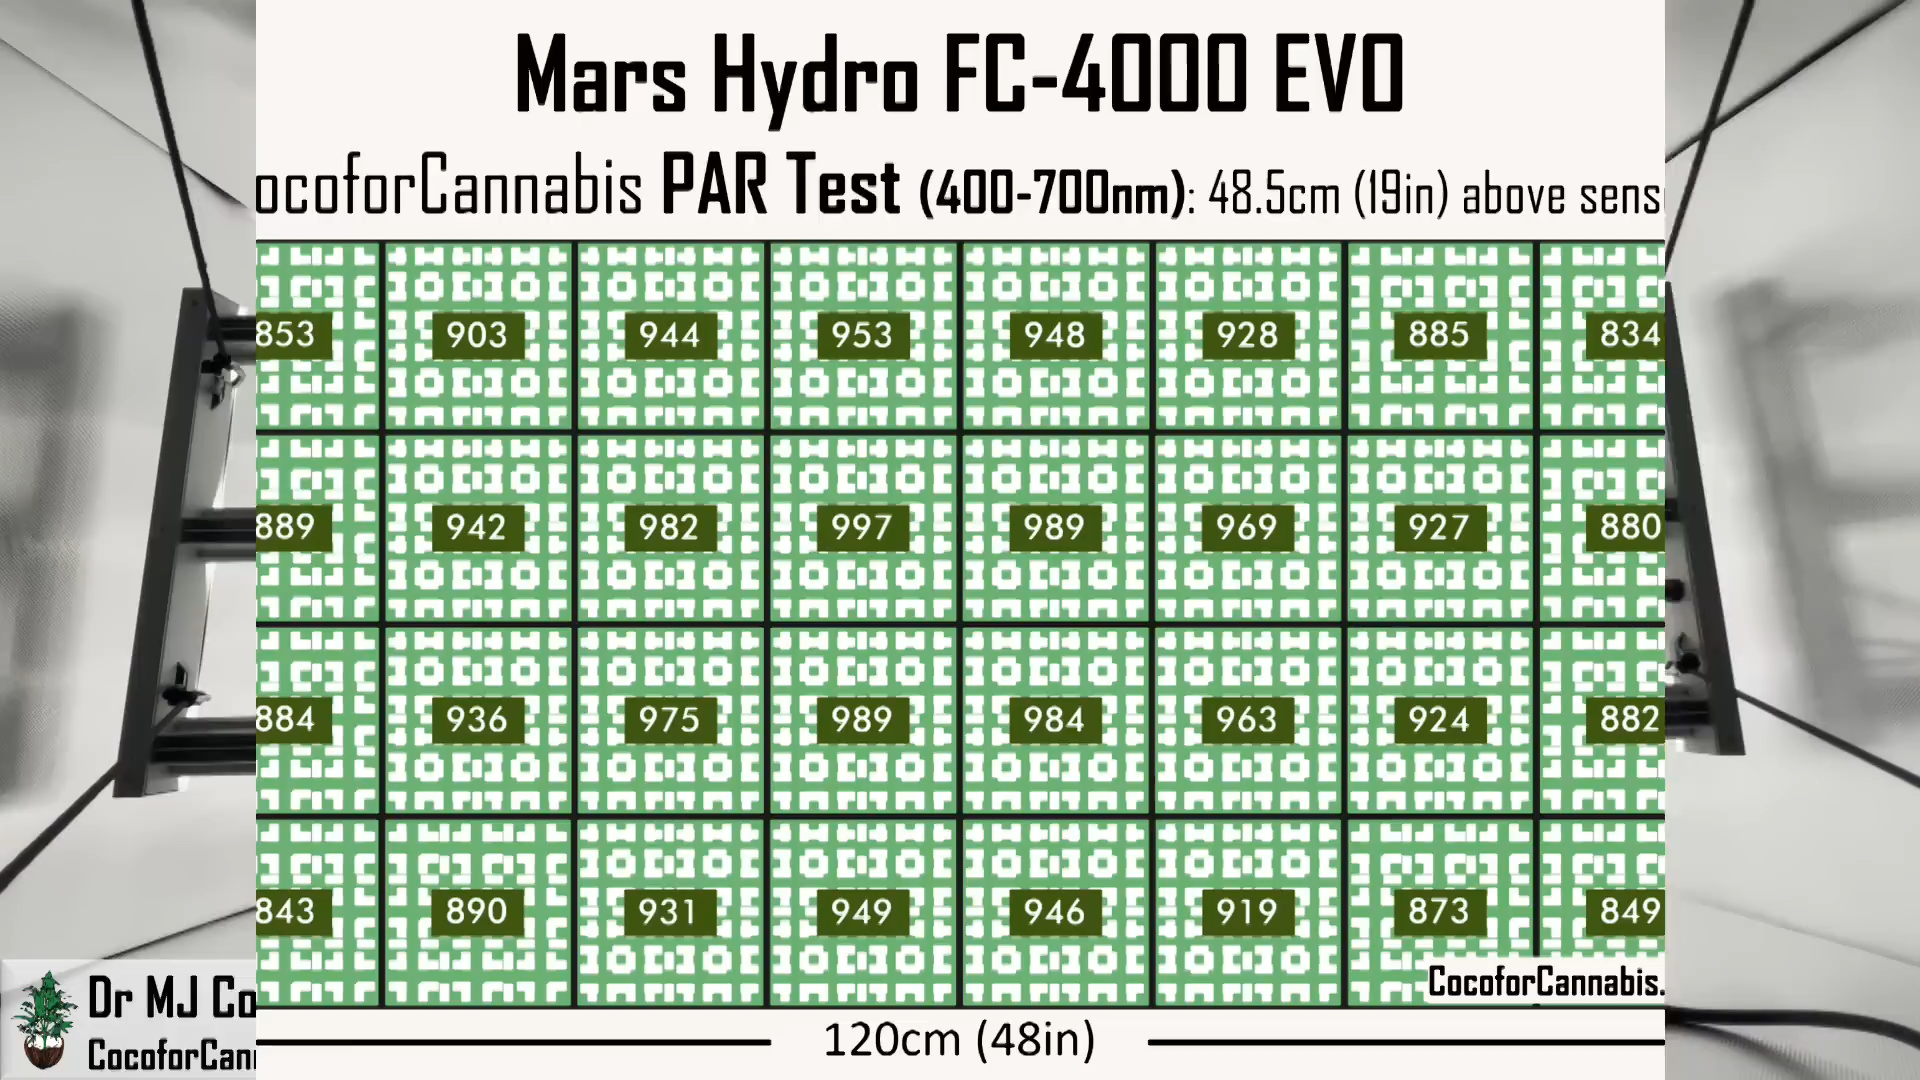 Mars Hydro FC-4000 EVO
ocoforCannabis PAR Test (400-700nm): 48.5cm (19in) above sens
853 903 944 953 948 928 885 834
889 942 982 997 989 969 927 880
884 936 975 989 984 963 924 882
843 890 931 949 946 919 873 849
CocoforCannabis.
Dr MJ Co
CocoforCan
120cm (48in)